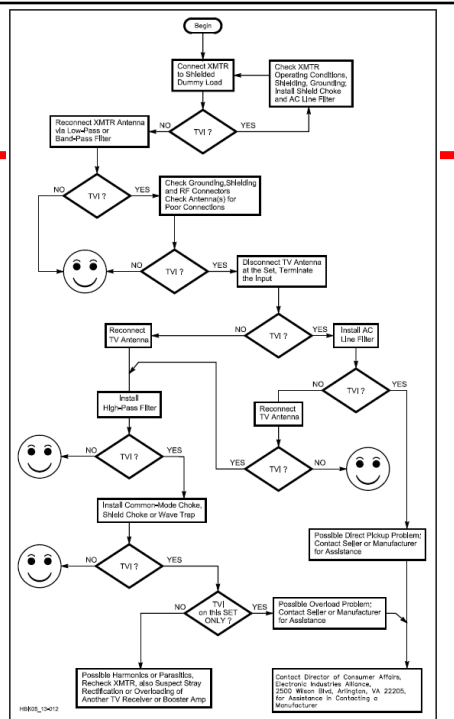 Begin
Connect XMTR
to Shielded
Dummy Load
Check XMTR
Operating Conditions,
Shielding, Grounding;
Install Shield Choke
and AC Line Filter
Reconnect XMTR Antenna
via Low-Pass or
Band-Pass Filter
NO
TVI ?
YES
NO
TVI ?
YES
Check Grounding,Shielding
and RF Connectors
Check Antenna(s) for
Poor Connections
NO
TVI ?
YES
Disconnect TV Antenna
at the Set, Terminate
the Input
Reconnect
TV Antenna
NO
TVI ?
YES
Install AC
Line Filter
Install
High-Pass Filter
NO
TVI ?
YES
Reconnect
TV Antenna
NO
TVI ?
YES
YES
TVI ?
NO
Install Common-Mode Choke,
Shield Choke or Wave Trap
Possible Direct Pickup Problem;
Contact Seller or Manufacturer
for Assistance
NO
TVI ?
YES
NO
TVI
on this SET
ONLY ?
YES
Possible Overload Problem;
Contact Seller or Manufacturer
for Assistance
Possible Harmonics or Parasitics,
Recheck XMTR, also Suspect Stray
Rectification or Overloading of
Another TV Receiver or Booster Amp
Contact Director of Consumer Affairs,
Electronic Industries Alliance,
2500 Wilson Blvd, Arlington, VA 22205,
for Assistance in Contacting a
Manufacturer
HBK05_13-012